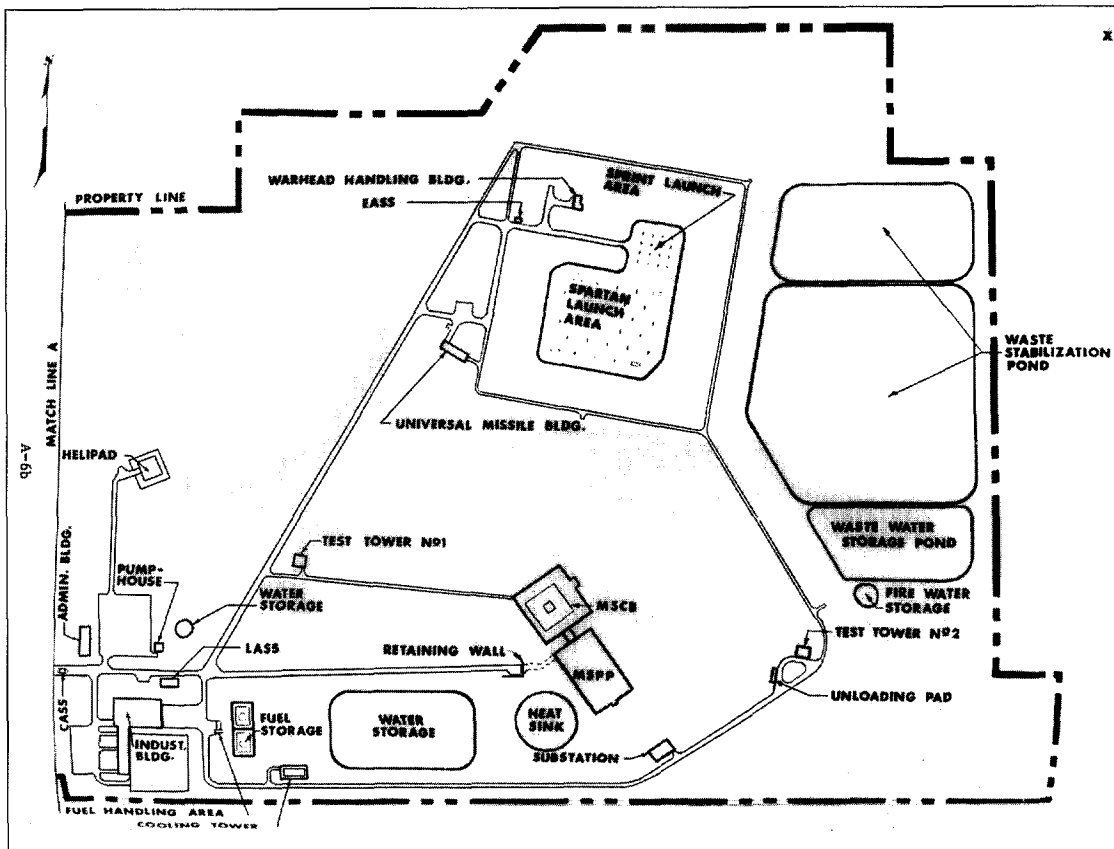 x
PROPERTY LINE
WARHEAD HANDLING BLDG.
EASS
SPRINT LAUNCH
AREA
SPARTAN
LAUNCH
AREA
WASTE
STABILIZATION
POND
MATCH LINE A
A-6b
UNIVERSAL MISSILE BLDG.
HELIPAD
WASTE WATER
STORAGE POND
TEST TOWER Nº1
ADMIN. BLDG.
PUMP-
HOUSE
WATER
STORAGE
MSCB
FIRE WATER
STORAGE
TEST TOWER Nº2
LASS
RETAINING WALL
MSPP
UNLOADING PAD
CASS
FUEL
STORAGE
WATER
STORAGE
HEAT
SINK
INDUST.
BLDG.
SUBSTATION
FUEL HANDLING AREA
COOLING TOWER